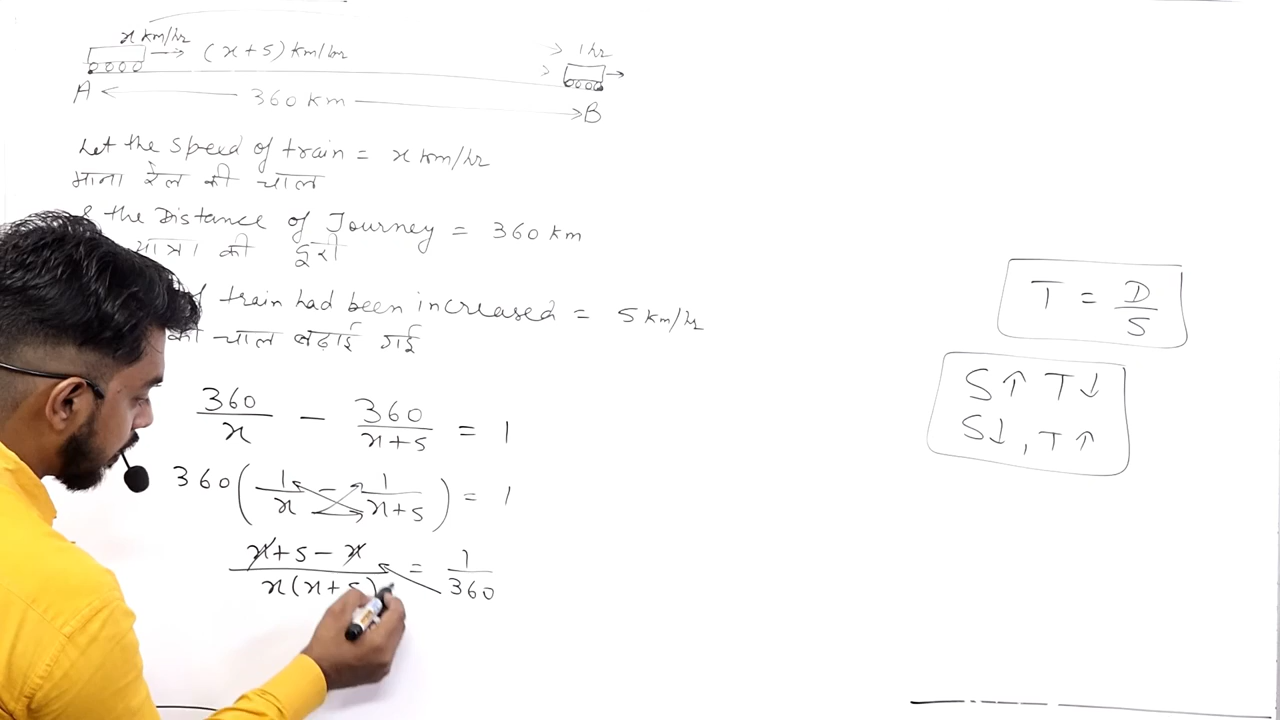 x km/hr
(x+5) km/hr
1 hr
A
360 km
B
Let the speed of train = x km/hr
माना रेल की चाल
& the Distance of Journey = 360 km
यात्रा की दूरी
of train had been increased = 5 km/hr
की चाल बढ़ाई गई
360/x - 360/x+5 = 1
360(1/x - 1/x+5) = 1
x+5-x/x(x+5) = 1/360
T = D/S
S↑ T↓
S↓, T↑